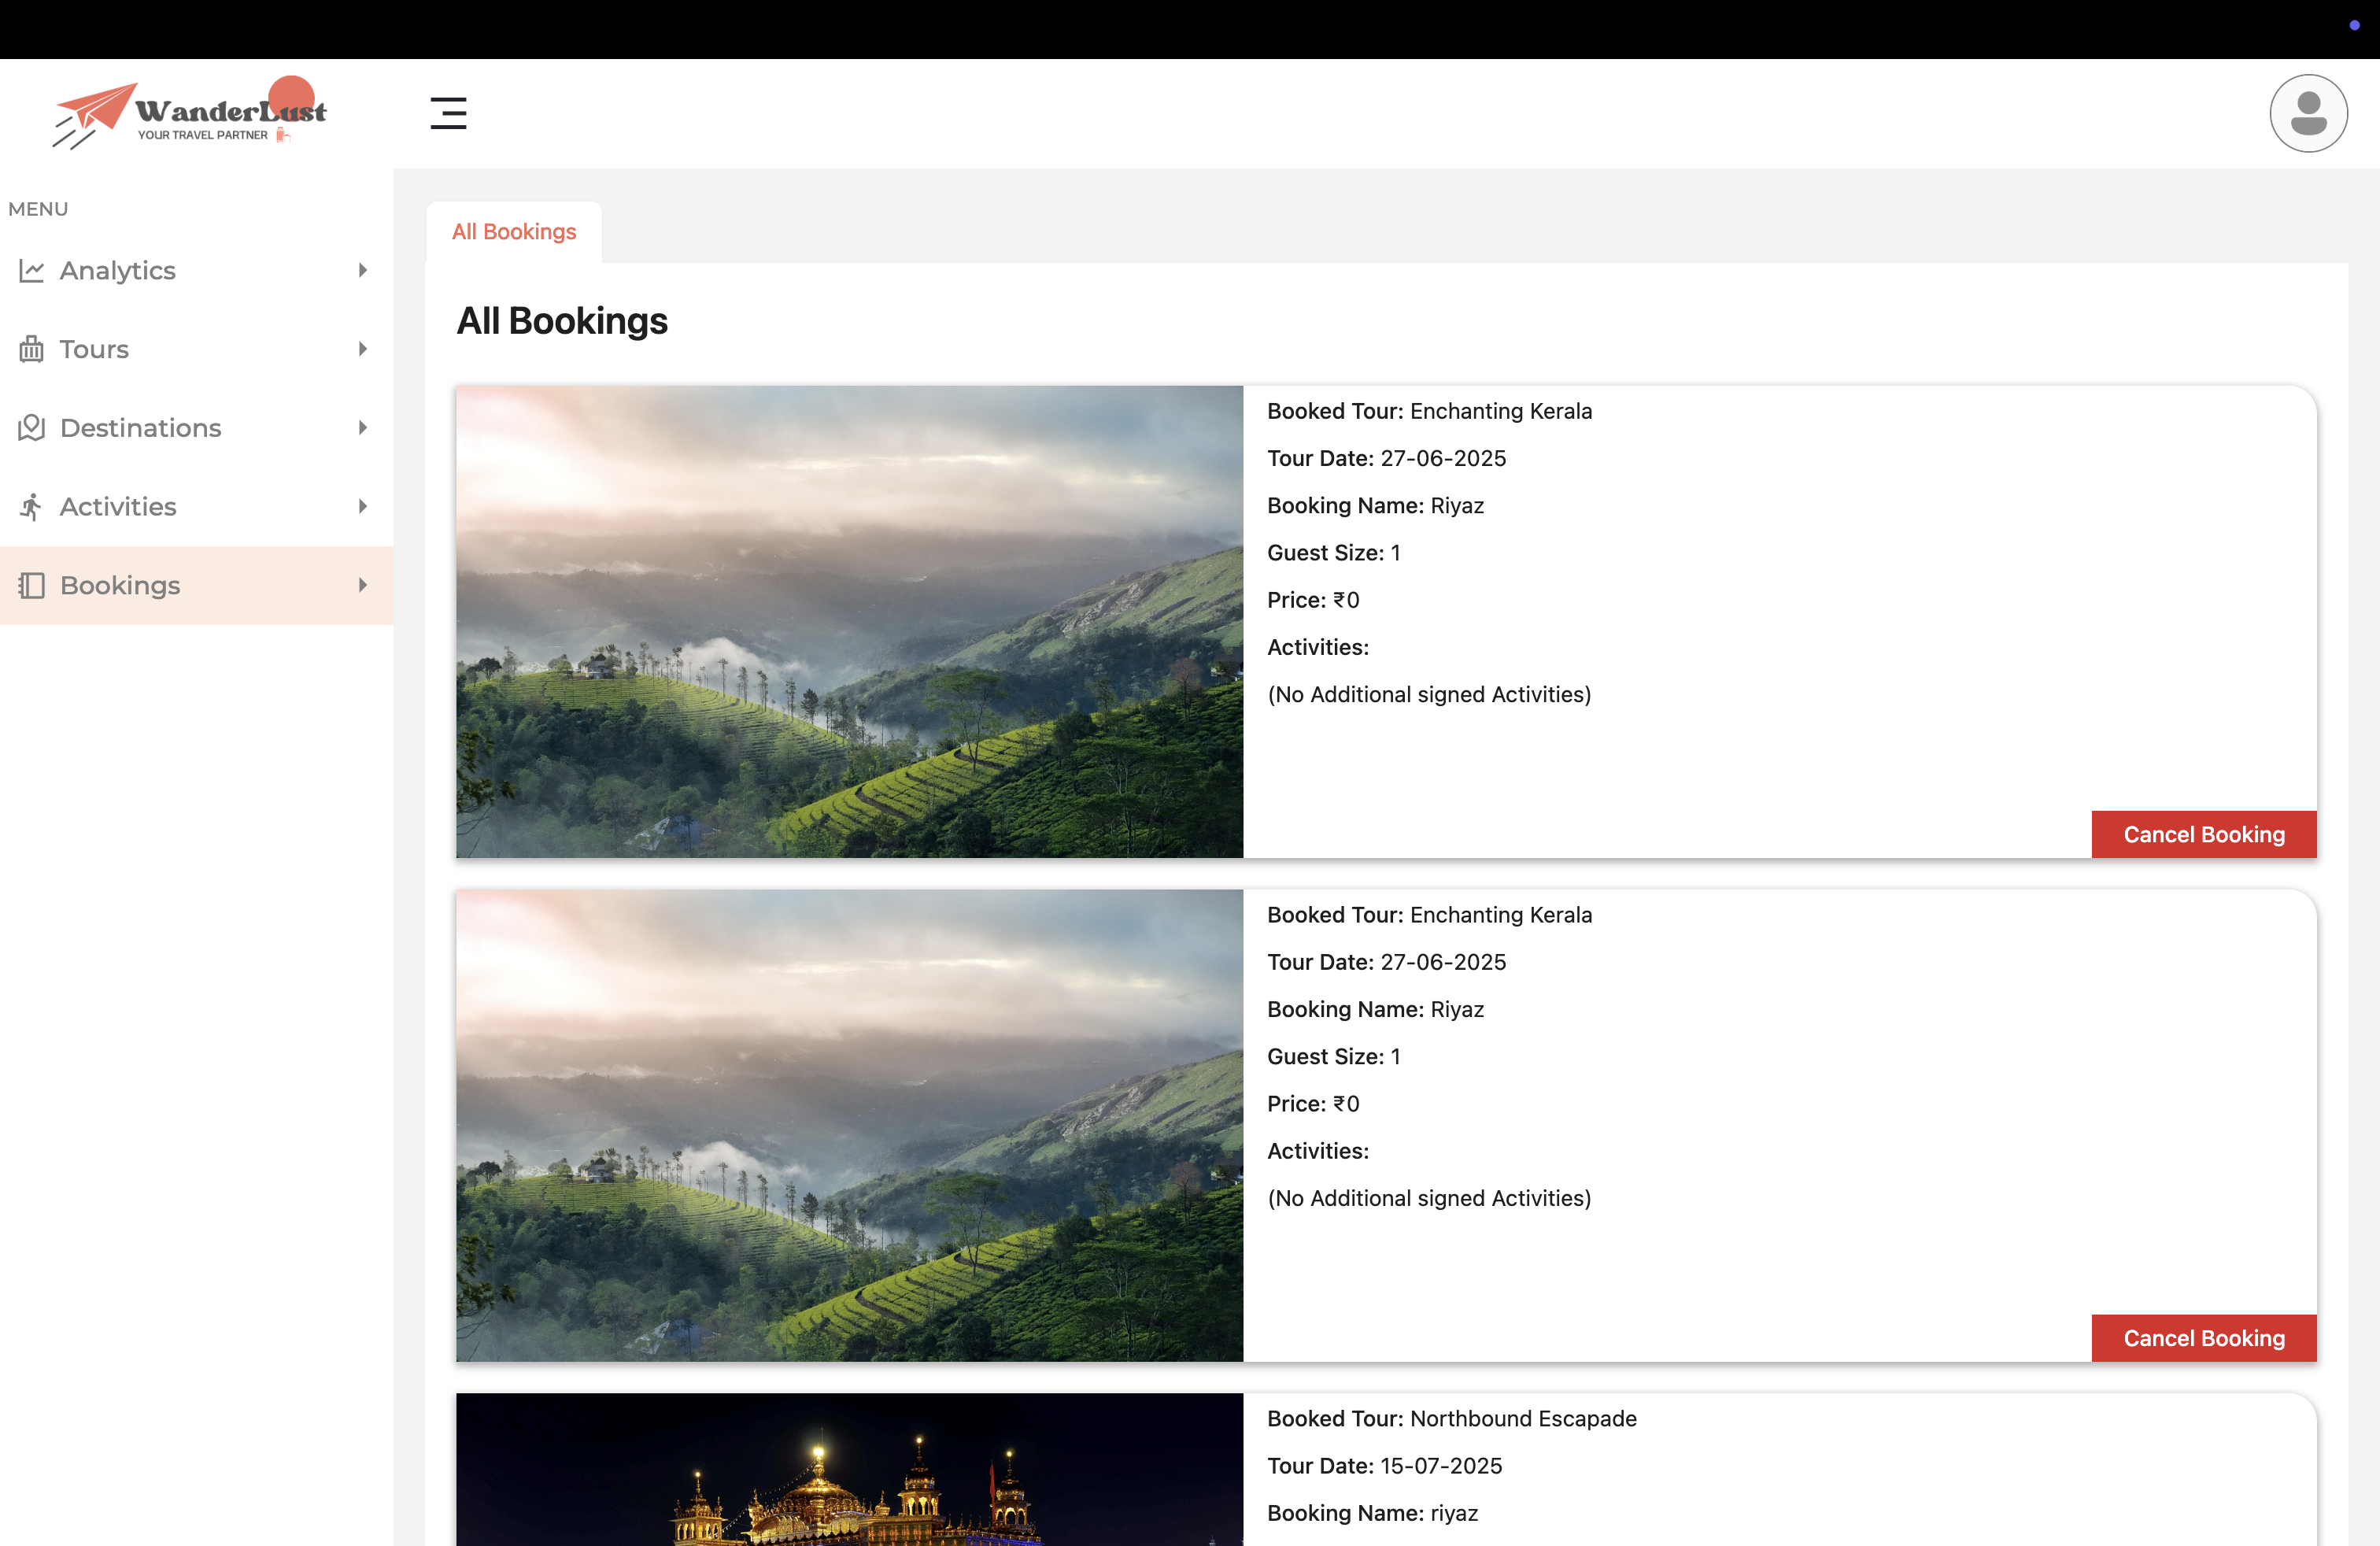 WanderLust
YOUR TRAVEL PARTNER
MENU
Analytics
Tours
Destinations
Activities
Bookings
All Bookings
All Bookings
Booked Tour: Enchanting Kerala
Tour Date: 27-06-2025
Booking Name: Riyaz
Guest Size: 1
Price: ₹0
Activities:
(No Additional signed Activities)
Cancel Booking
Booked Tour: Enchanting Kerala
Tour Date: 27-06-2025
Booking Name: Riyaz
Guest Size: 1
Price: ₹0
Activities:
(No Additional signed Activities)
Cancel Booking
Booked Tour: Northbound Escapade
Tour Date: 15-07-2025
Booking Name: riyaz